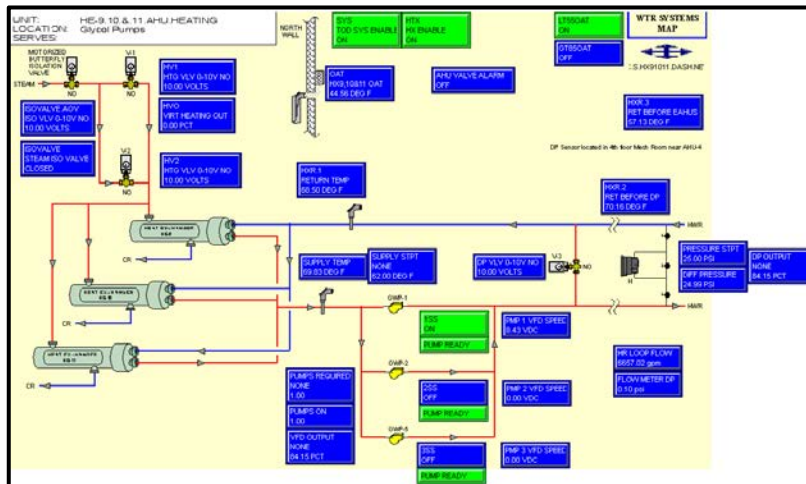 UNIT: HE-9,10,& 11.AHU.HEATING
LOCATION: Glycol Pumps
SERVES:
NORTH
WALL
SYS
TOD SYS ENABLE
ON
HTX
HX ENABLE
ON
LT55OAT
ON
GT85OAT
OFF
WTR SYSTEMS
MAP
MOTORIZED
BUTTERFLY
ISOLATION
VALVE
V-1
STEAM
NO
NO
HV1
HTG VLV 0-10V NO
10.00 VOLTS
OAT
HX9,10&11 OAT
44.56 DEG F
AHU VALVE ALARM
OFF
ISOVALVE.AOV
ISO VLV 0-10V NO
10.00 VOLTS
HVO
VIRT HEATING OUT
0.00 PCT
HXR.3
RET BEFORE EAHUS
57.13 DEG F
ISOVALVE
STEAM ISO VALVE
CLOSED
V-2
NO
HV2
HTG VLV 0-10V NO
10.00 VOLTS
DP Sensor located in 4th floor Mech Room near AHU-4
HXR.1
RETURN TEMP
68.50 DEG F
HXR.2
RET BEFORE DP
70.16 DEG F
HEAT EXCHANGER
CR
HWR
SUPPLY TEMP
69.83 DEG F
SUPPLY STPT
NONE
62.00 DEG F
DP VLV 0-10V NO
10.00 VOLTS
V-3
NO
H
PRESSURE STPT
25.00 PSI
DP OUTPUT
NONE
84.15 PCT
DIFF PRESSURE
24.99 PSI
HEAT EXCHANGER
CR
GWP-1
HWR
1SS
ON
PUMP READY
PMP 1 VFD SPEED
8.43 VDC
HEAT EXCHANGER
CR
GWP-2
2SS
OFF
PUMP READY
PMP 2 VFD SPEED
0.00 VDC
HR LOOP FLOW
6657.02 gpm
FLOW METER DP
0.10 psi
PUMPS REQUIRED
NONE
1.00
PUMPS ON
1.00
VFD OUTPUT
NONE
84.15 PCT
3SS
OFF
PUMP READY
PMP 3 VFD SPEED
0.00 VDC